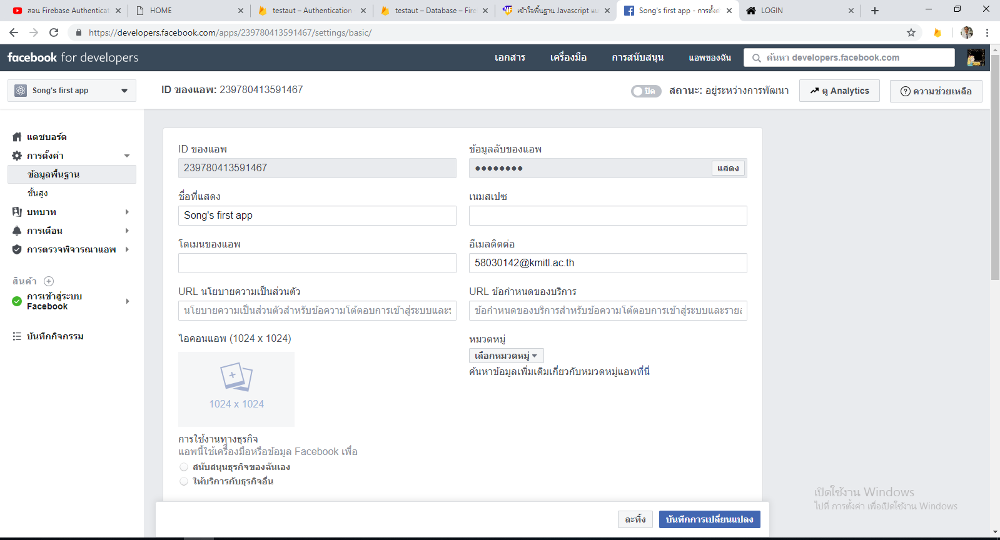 สอน Firebase Authenticat
HOME
testaut – Authentication
testaut – Database – Fire
เข้าใจพื้นฐาน Javascript แบ
Song's first app - การตั้งค่
LOGIN
https://developers.facebook.com/apps/239780413591467/settings/basic/
facebook for developers
เอกสาร
เครื่องมือ
การสนับสนุน
แอพของฉัน
ค้นหา developers.facebook.com
Song's first app
ID ของแอพ: 239780413591467
ปิด
สถานะ: อยู่ระหว่างการพัฒนา
ดู Analytics
ความช่วยเหลือ
แดชบอร์ด
การตั้งค่า
ข้อมูลพื้นฐาน
ขั้นสูง
บทบาท
การเตือน
การตรวจพิจารณาแอพ
สินค้า
การเข้าสู่ระบบ
Facebook
บันทึกกิจกรรม
ID ของแอพ
239780413591467
ข้อมูลลับของแอพ
●●●●●●●●
แสดง
ชื่อที่แสดง
Song's first app
เนมสเปซ
โดเมนของแอพ
อีเมลติดต่อ
58030142@kmitl.ac.th
URL นโยบายความเป็นส่วนตัว
นโยบายความเป็นส่วนตัวสำหรับข้อความโต้ตอบการเข้าสู่ระบบและร
URL ข้อกำหนดของบริการ
ข้อกำหนดของบริการสำหรับข้อความโต้ตอบการเข้าสู่ระบบและรายล
ไอคอนแอพ (1024 x 1024)
1024 x 1024
หมวดหมู่
เลือกหมวดหมู่
ค้นหาข้อมูลเพิ่มเติมเกี่ยวกับหมวดหมู่แอพที่นี่
การใช้งานทางธุรกิจ
แอพนี้ใช้เครื่องมือหรือข้อมูล Facebook เพื่อ
สนับสนุนธุรกิจของฉันเอง
ให้บริการกับธุรกิจอื่น
ละทิ้ง
บันทึกการเปลี่ยนแปลง
เปิดใช้งาน Windows
ไปที่ การตั้งค่า เพื่อเปิดใช้งาน Windows